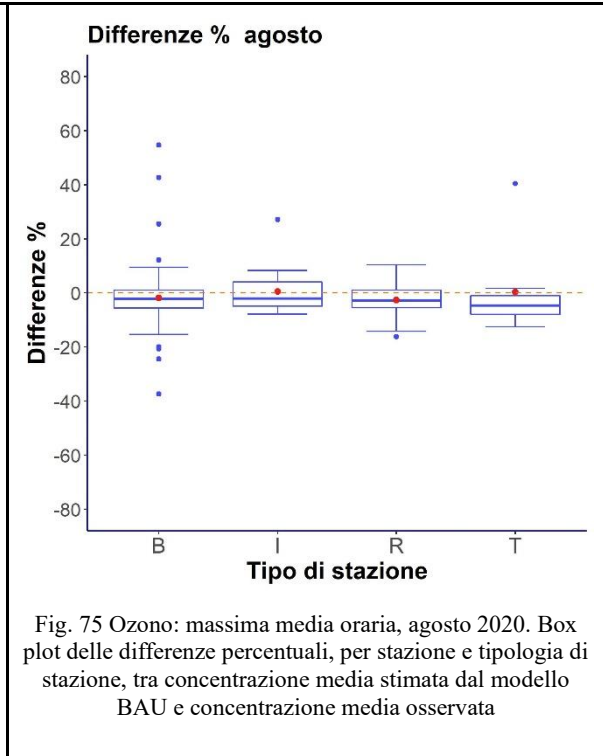 Differenze % agosto
80
60
40
20
0
-20
-40
-60
-80
Differenze %
B I R T
Tipo di stazione
Fig. 75 Ozono: massima media oraria, agosto 2020. Box
plot delle differenze percentuali, per stazione e tipologia di
stazione, tra concentrazione media stimata dal modello
BAU e concentrazione media osservata